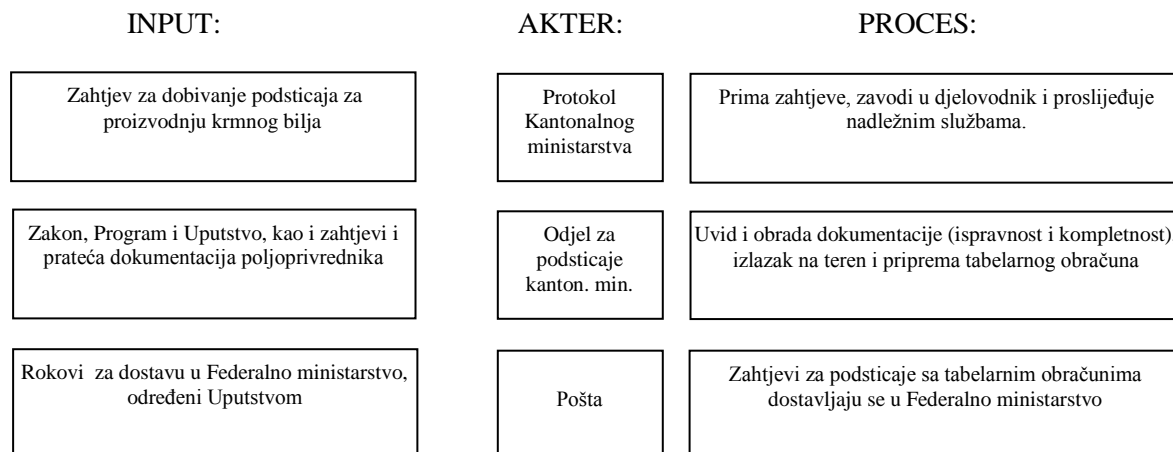 INPUT:
AKTER:
PROCES:
Zahtjev za dobivanje podsticaja za
proizvodnju krmnog bilja
Protokol
Kantonalnog
ministarstva
Prima zahtjeve, zavodi u djelovodnik i proslijeđuje
nadležnim službama.
Zakon, Program i Uputstvo, kao i zahtjevi i
prateća dokumentacija poljoprivrednika
Odjel za
podsticaje
kanton. min.
Uvid i obrada dokumentacije (ispravnost i kompletnost),
izlazak na teren i priprema tabelarnog obračuna
Rokovi za dostavu u Federalno ministarstvo,
određeni Uputstvom
Pošta
Zahtjevi za podsticaje sa tabelarnim obračunima
dostavljaju se u Federalno ministarstvo